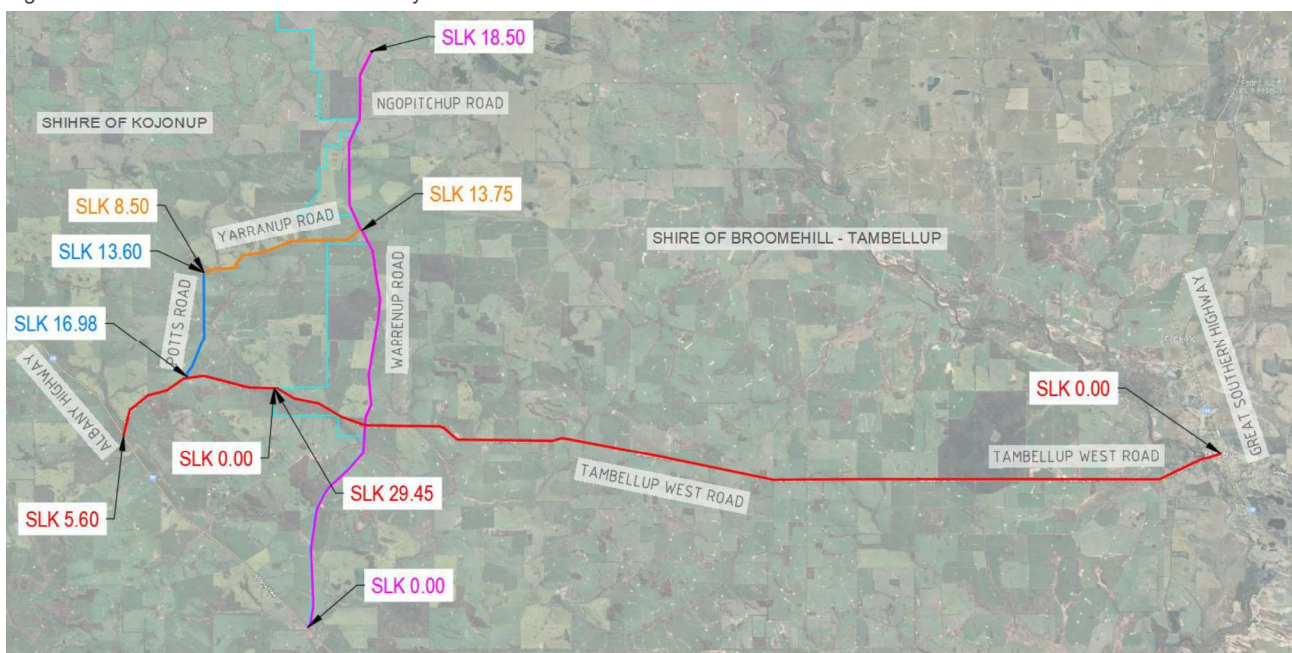 SLK 18.50
NGOPITCHUP ROAD
SHIHRE OF KOJONUP
SLK 8.50
SLK 13.75
YARRANUP ROAD
SHIRE OF BROOMEHILL - TAMBELLUP
SLK 13.60
POTTS ROAD
WARRENUP ROAD
GREAT SOUTHERN HIGHWAY
SLK 16.98
ALBANY HIGHWAY
SLK 0.00
SLK 0.00
TAMBELLUP WEST ROAD
TAMBELLUP WEST ROAD
SLK 29.45
SLK 5.60
SLK 0.00